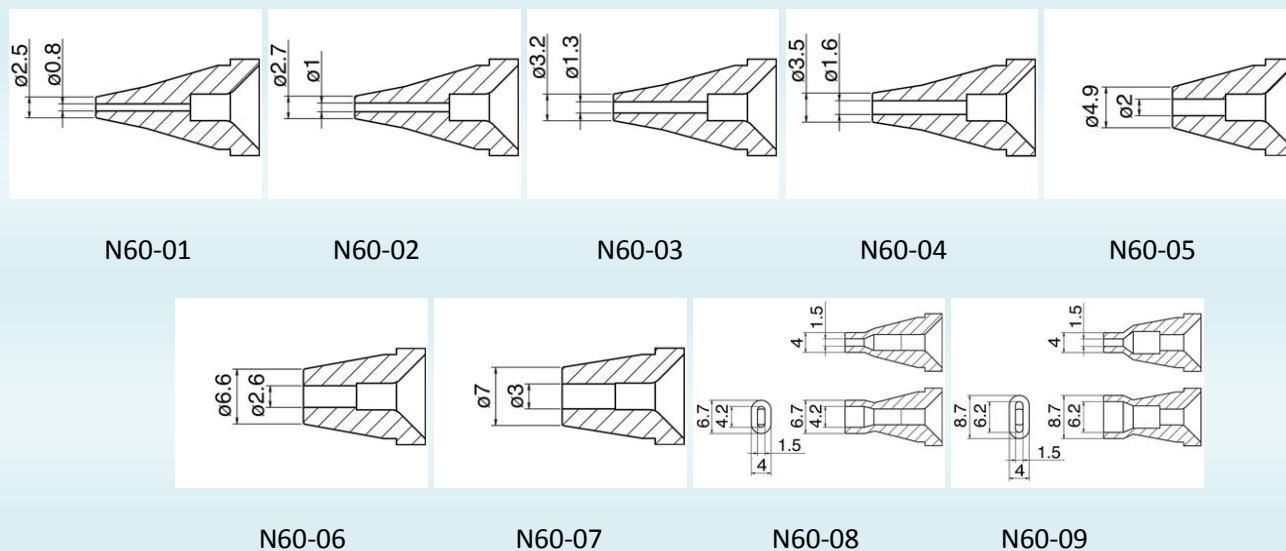 ø2.5
ø0.8
ø2.7
ø1
ø3.2
ø1.3
ø3.5
ø1.6
ø4.9
ø2
N60-01
N60-02
N60-03
N60-04
N60-05
ø6.6
ø2.6
ø7
ø3
1.5
4
6.7
4.2
1.5
4
6.7
4.2
1.5
4
8.7
6.2
1.5
4
8.7
6.2
N60-06
N60-07
N60-08
N60-09